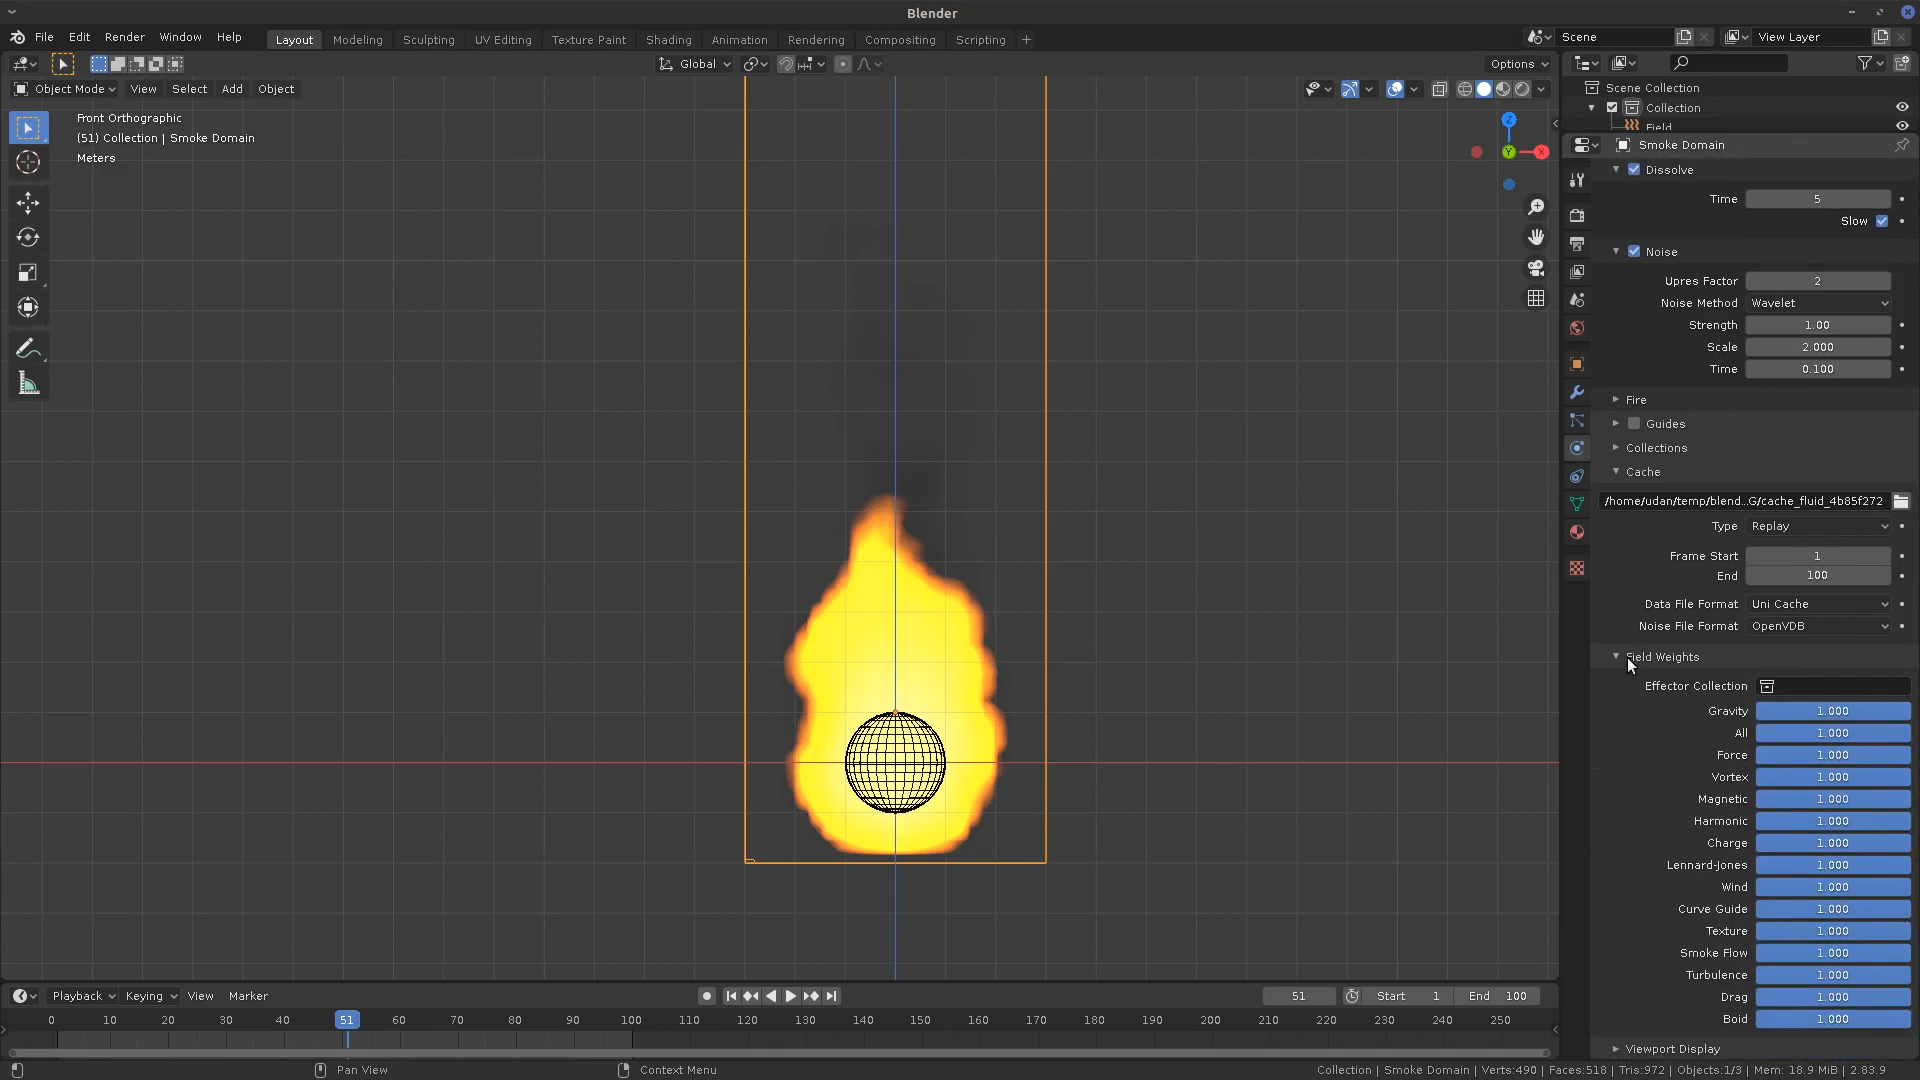 Blender
File Edit Render Window Help Layout Modeling Sculpting UV Editing Texture Paint Shading Animation Rendering Compositing Scripting + Scene View Layer
Global Options
Object Mode View Select Add Object
Front Orthographic
(51) Collection | Smoke Domain
Meters
Z
Y
X
Scene Collection
Collection
Field
Smoke Domain
Dissolve
Time 5
Slow
Noise
Upres Factor 2
Noise Method Wavelet
Strength 1.00
Scale 2.000
Time 0.100
Fire
Guides
Collections
Cache
/home/udan/temp/blend...G/cache_fluid_4b85f272
Type Replay
Frame Start 1
End 100
Data File Format Uni Cache
Noise File Format OpenVDB
Field Weights
Effector Collection
Gravity 1.000
All 1.000
Force 1.000
Vortex 1.000
Magnetic 1.000
Harmonic 1.000
Charge 1.000
Lennard-Jones 1.000
Wind 1.000
Curve Guide 1.000
Texture 1.000
Smoke Flow 1.000
Turbulence 1.000
Drag 1.000
Boid 1.000
Viewport Display
Playback Keying View Marker 51 Start 1 End 100
0 10 20 30 40 51 60 70 80 90 100 110 120 130 140 150 160 170 180 190 200 210 220 230 240 250
Pan View Context Menu Collection | Smoke Domain | Verts:490 | Faces:518 | Tris:972 | Objects:1/3 | Mem: 18.9 MiB | 2.83.9